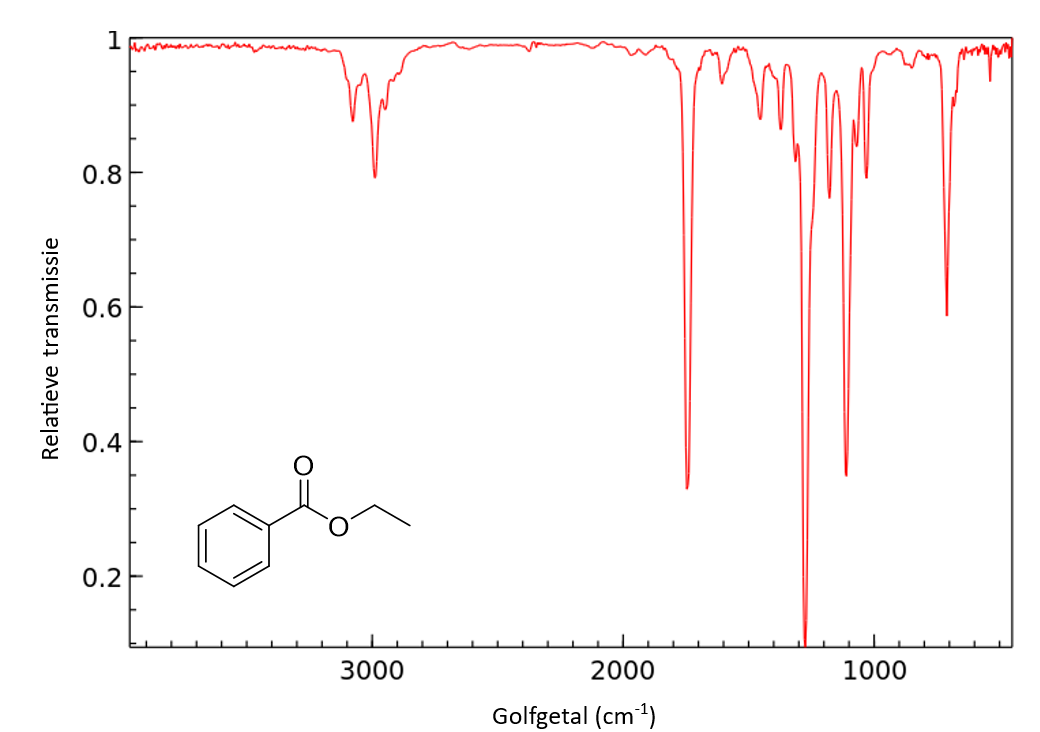 1
0.8
0.6
0.4
0.2
Relatieve transmissie
O
O
3000 2000 1000
Golfgetal (cm-1)